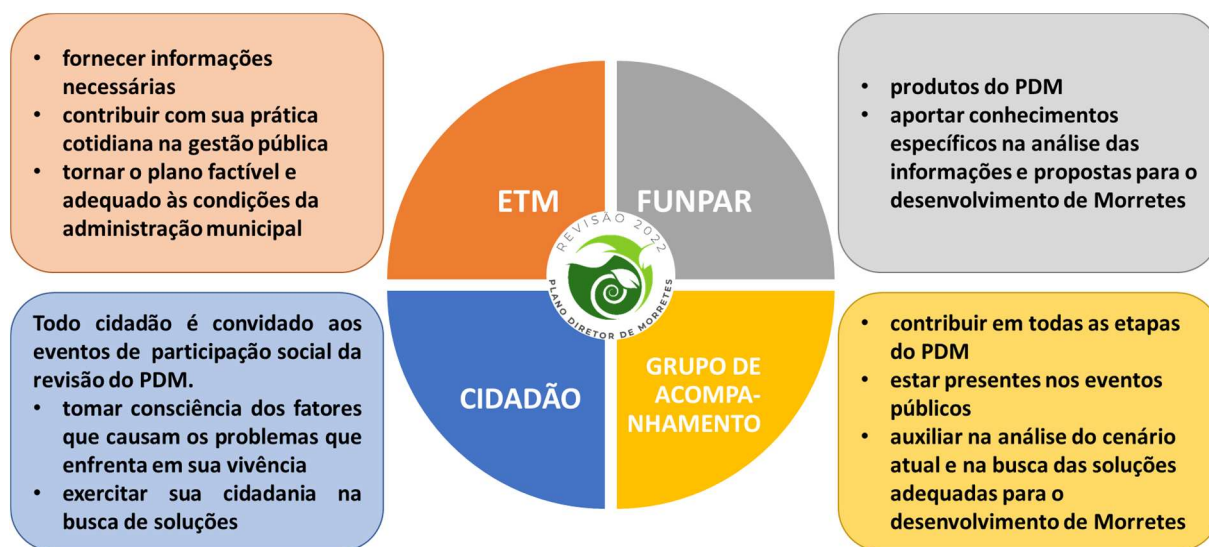 • fornecer informações
necessárias
• contribuir com sua prática
cotidiana na gestão pública
• tornar o plano factível e
adequado às condições da
administração municipal
ETM
FUNPAR
• produtos do PDM
• aportar conhecimentos
específicos na análise das
informações e propostas para o
desenvolvimento de Morretes
REVISÃO 2022
PLANO DIRETOR DE MORRETES
Todo cidadão é convidado aos
eventos de participação social da
revisão do PDM.
• tomar consciência dos fatores
que causam os problemas que
enfrenta em sua vivência
• exercitar sua cidadania na
busca de soluções
CIDADÃO
GRUPO DE
ACOMPA-
NHAMENTO
• contribuir em todas as etapas
do PDM
• estar presentes nos eventos
públicos
• auxiliar na análise do cenário
atual e na busca das soluções
adequadas para o
desenvolvimento de Morretes